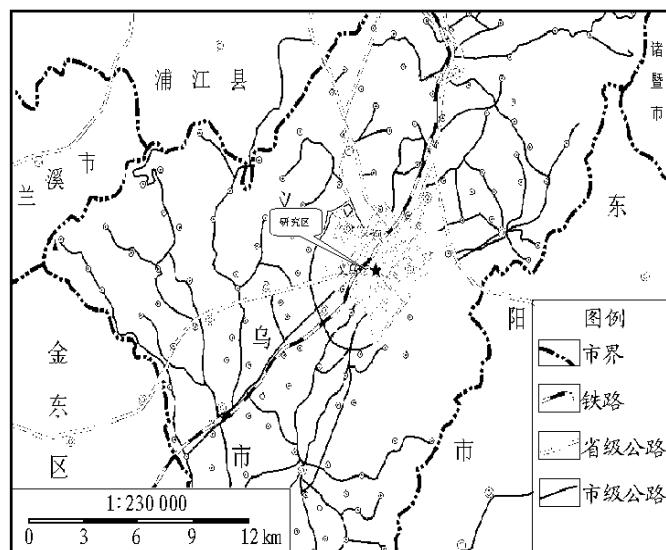 浦江县
诸暨市
兰溪市
研究区
义乌
东
阳
市
金东区
乌
市
图例
市界
铁路
省级公路
市级公路
1:230 000
0 3 6 9 12 km